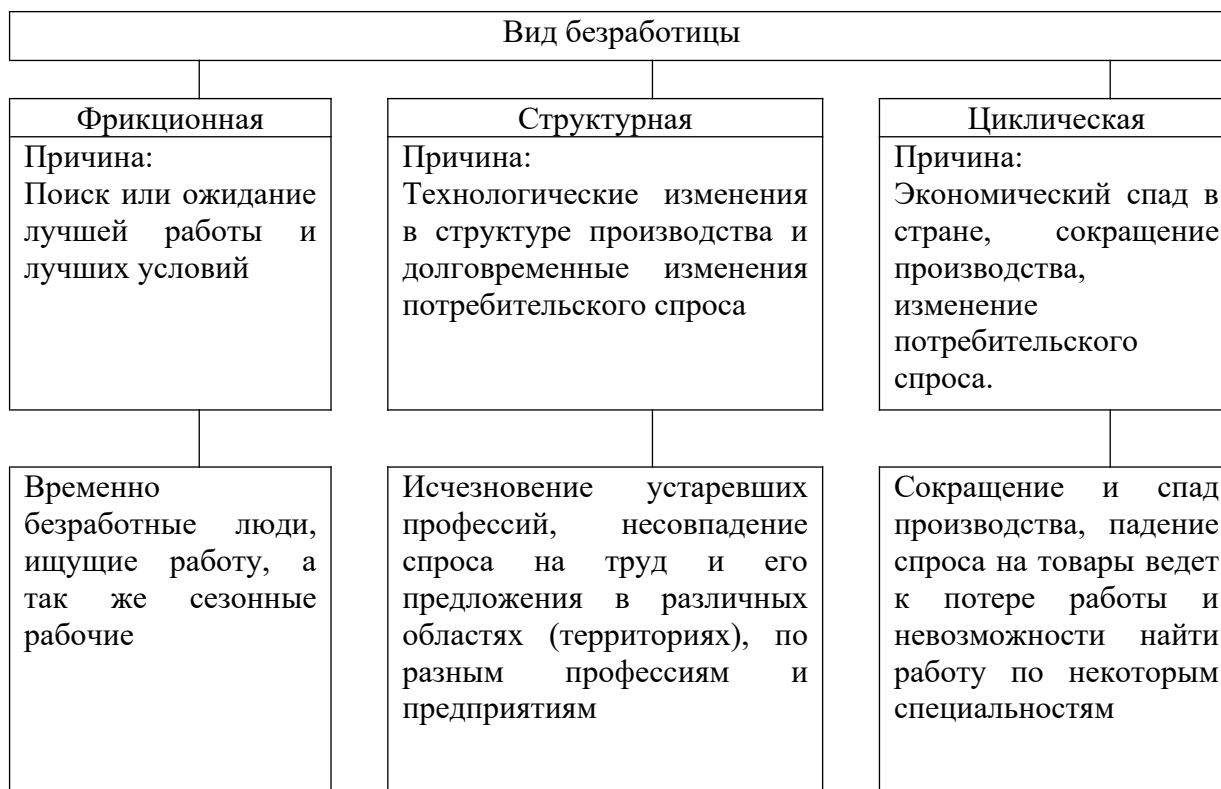 Вид безработицы
Фрикционная
Причина:
Поиск или ожидание
лучшей работы и
лучших условий
Структурная
Причина:
Технологические изменения
в структуре производства и
долговременные изменения
потребительского спроса
Циклическая
Причина:
Экономический спад в
стране, сокращение
производства,
изменение
потребительского
спроса.
Временно
безработные люди,
ищущие работу, а
так же сезонные
рабочие
Исчезновение устаревших
профессий, несовпадение
спроса на труд и его
предложения в различных
областях (территориях), по
разным профессиям и
предприятиям
Сокращение и спад
производства, падение
спроса на товары ведет
к потере работы и
невозможности найти
работу по некоторым
специальностям